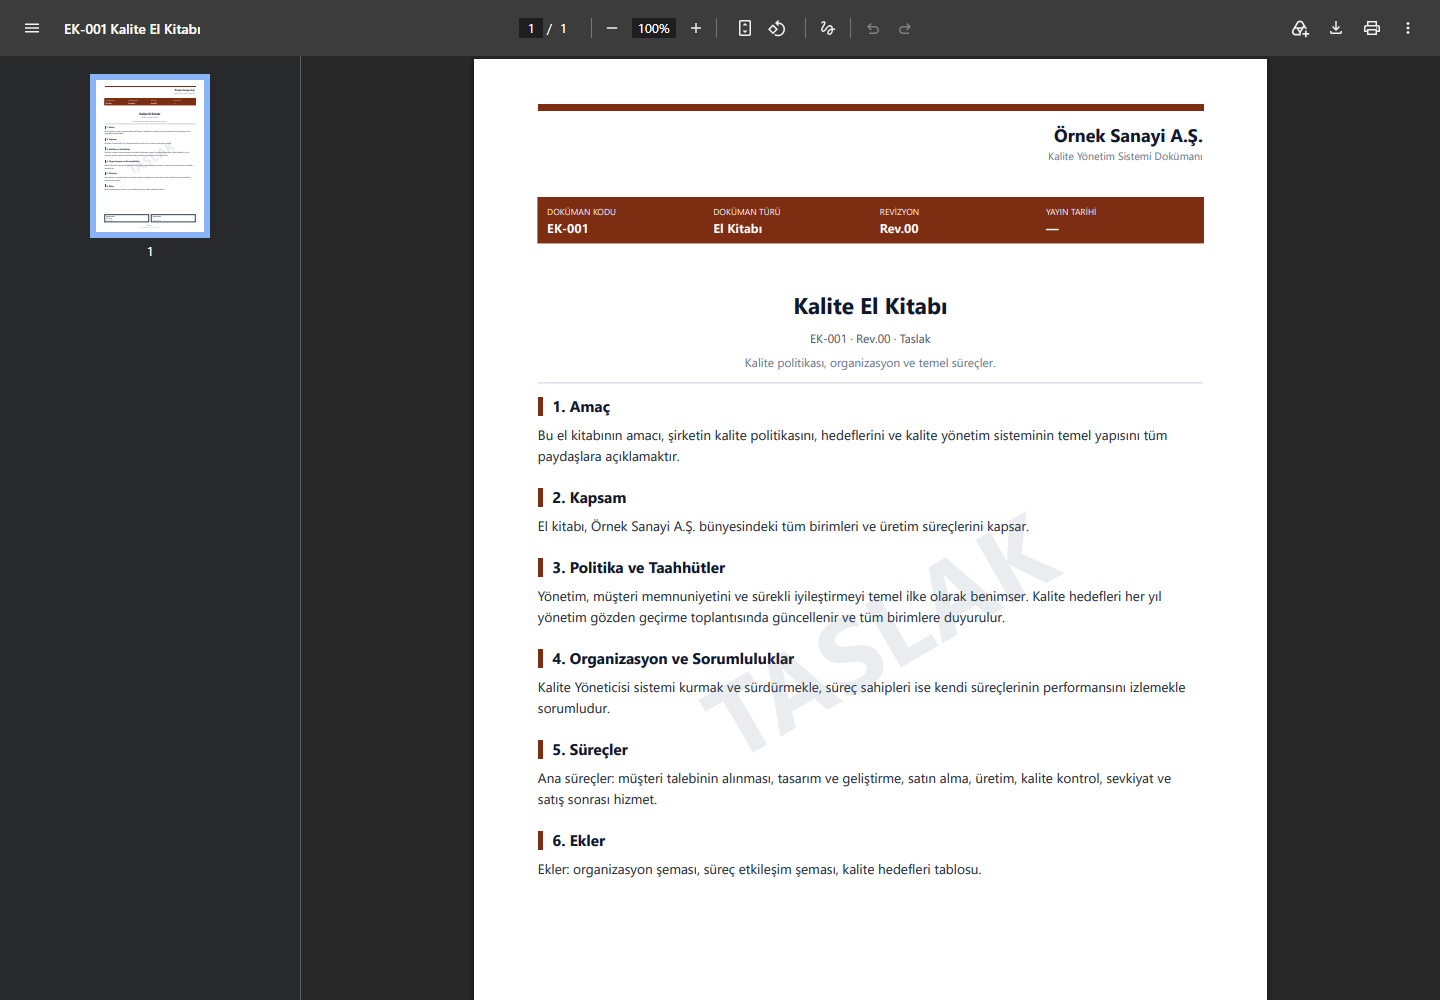 EK-001 Kalite El Kitabı
1 / 1
100%
1
Örnek Sanayi A.Ş.
Kalite Yönetim Sistemi Dokümanı
DOKÜMAN KODU DOKÜMAN TÜRÜ REVİZYON YAYIN TARİHİ
EK-001 El Kitabı Rev.00 —
Kalite El Kitabı
EK-001 · Rev.00 · Taslak
Kalite politikası, organizasyon ve temel süreçler.
1. Amaç
Bu el kitabının amacı, şirketin kalite politikasını, hedeflerini ve kalite yönetim sisteminin temel yapısını tüm
paydaşlara açıklamaktır.
2. Kapsam
El kitabı, Örnek Sanayi A.Ş. bünyesindeki tüm birimleri ve üretim süreçlerini kapsar.
3. Politika ve Taahhütler
Yönetim, müşteri memnuniyetini ve sürekli iyileştirmeyi temel ilke olarak benimser. Kalite hedefleri her yıl
yönetim gözden geçirme toplantısında güncellenir ve tüm birimlere duyurulur.
4. Organizasyon ve Sorumluluklar
Kalite Yöneticisi sistemi kurmak ve sürdürmekle, süreç sahipleri ise kendi süreçlerinin performansını izlemekle
sorumludur.
5. Süreçler
Ana süreçler: müşteri talebinin alınması, tasarım ve geliştirme, satın alma, üretim, kalite kontrol, sevkiyat ve
satış sonrası hizmet.
6. Ekler
Ekler: organizasyon şeması, süreç etkileşim şeması, kalite hedefleri tablosu.
TASLAK